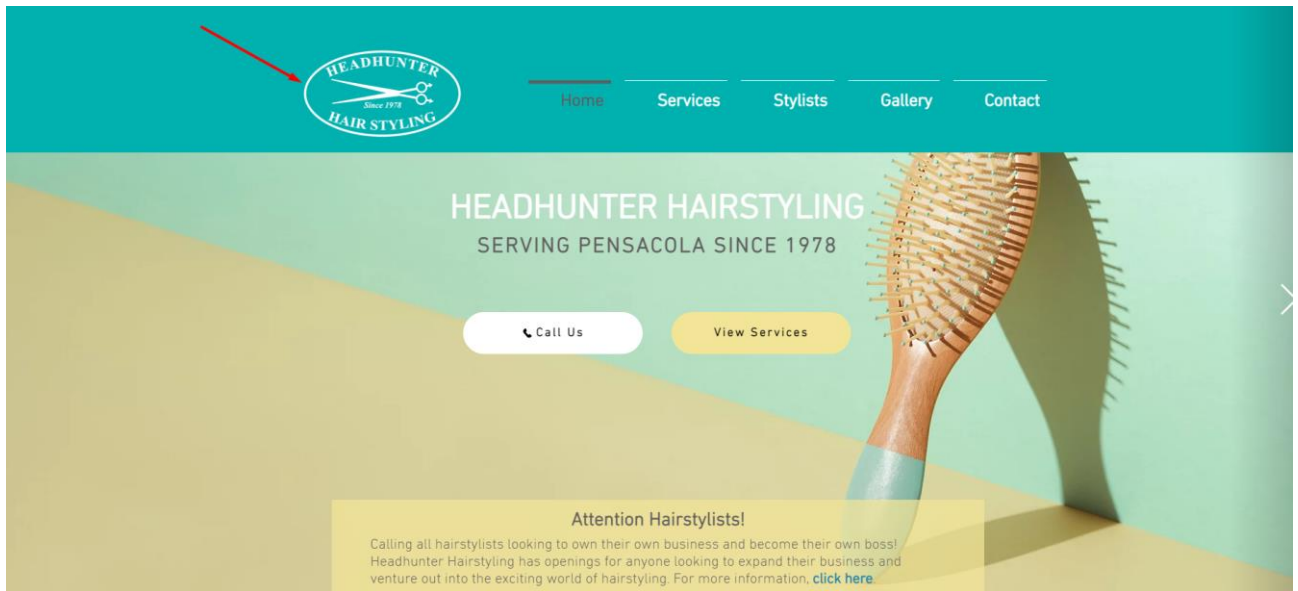 HEADHUNTER
Since 1978
HAIR STYLING
Home Services Stylists Gallery Contact
HEADHUNTER HAIRSTYLING
SERVING PENSACOLA SINCE 1978
Call Us View Services
Attention Hairstylists!
Calling all hairstylists looking to own their own business and become their own boss!
Headhunter Hairstyling has openings for anyone looking to expand their business and
venture out into the exciting world of hairstyling. For more information, click here.